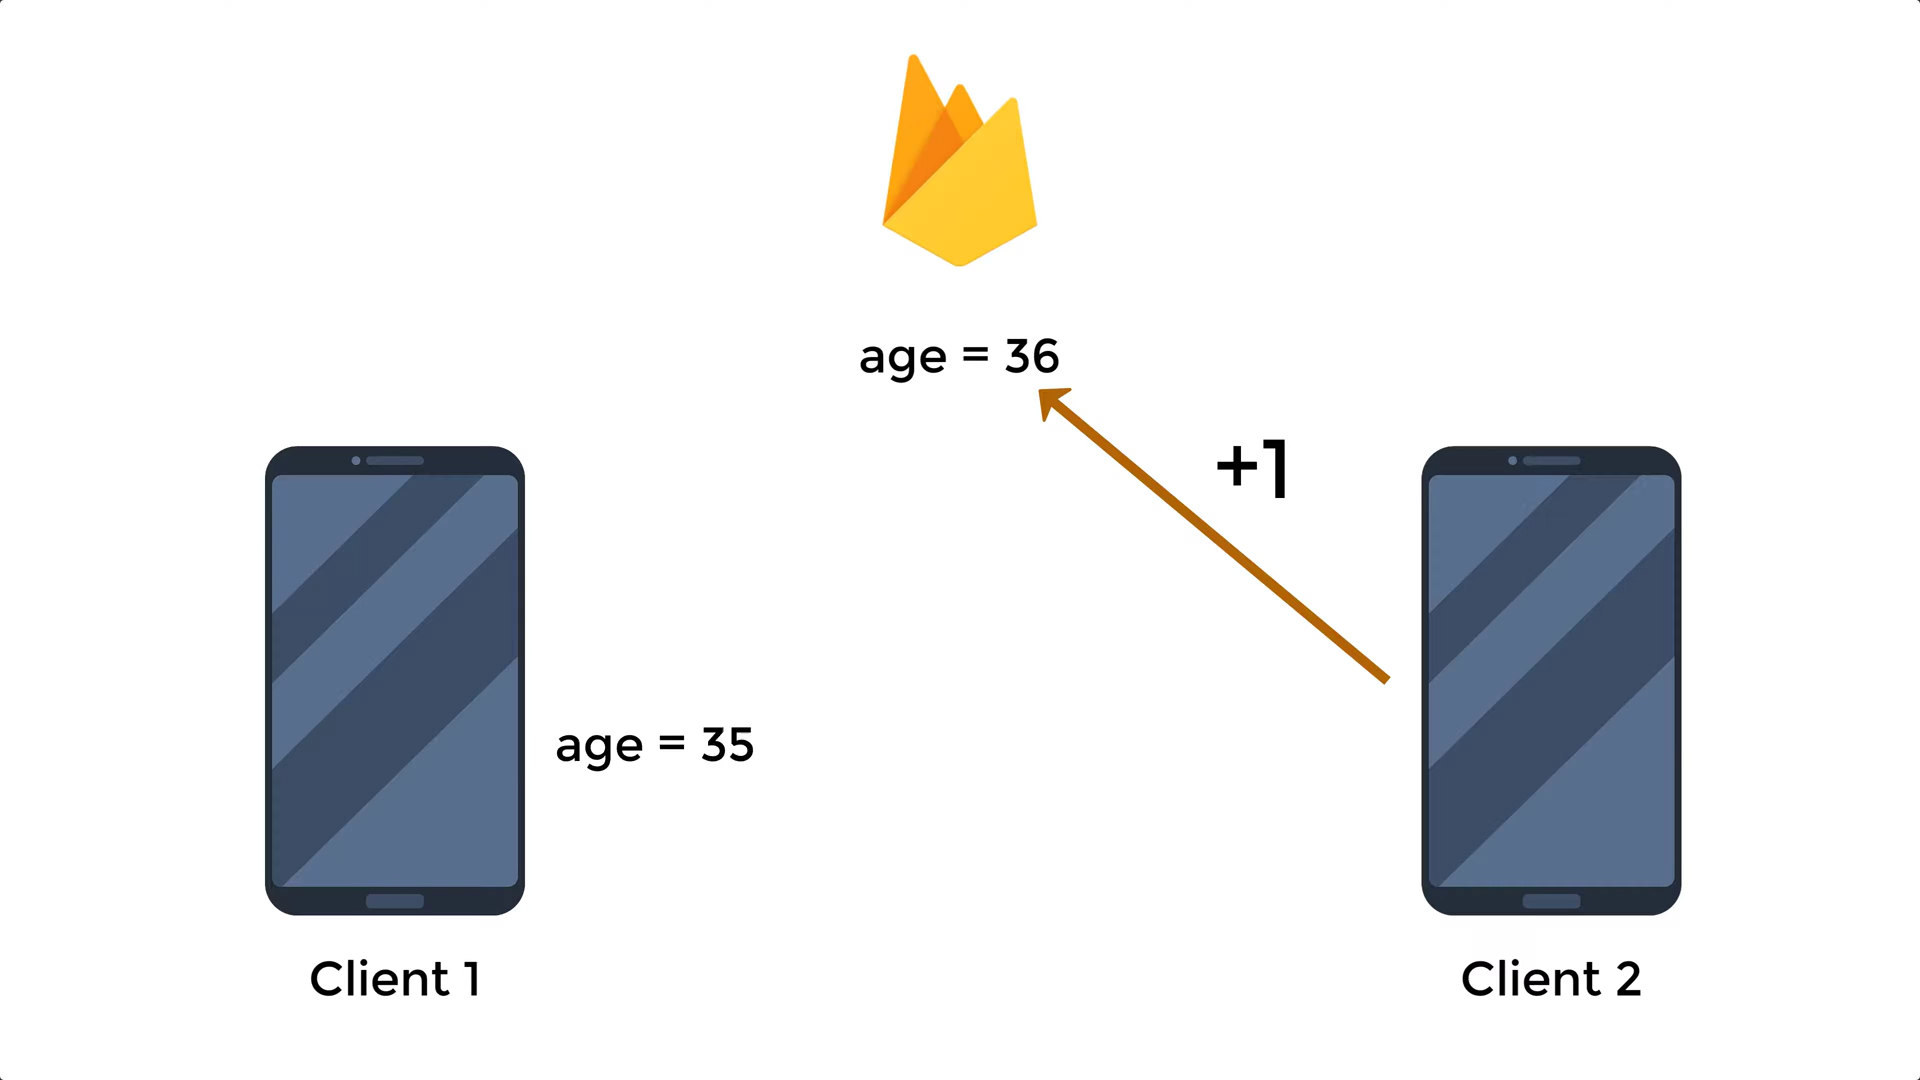 age = 36
+1
age = 35
Client 1
Client 2